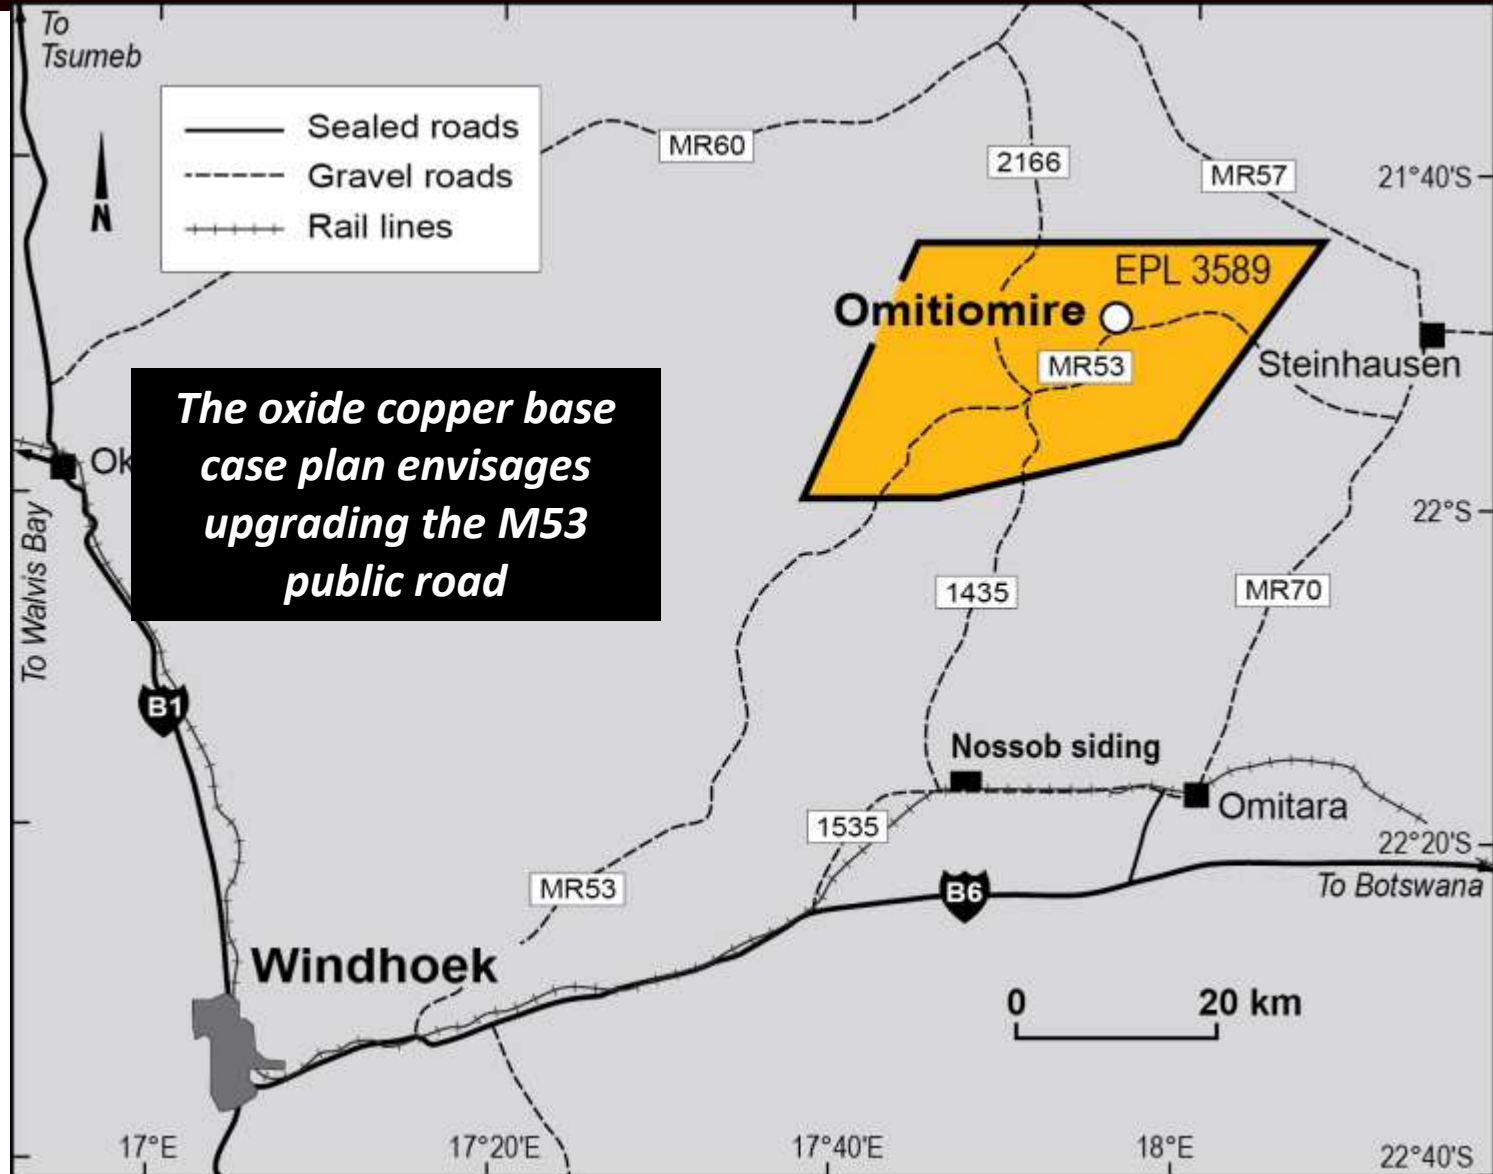 To
Tsumeb
Sealed roads
Gravel roads
Rail lines
N
MR60
2166
MR57
21°40'S
EPL 3589
Omitiomire
MR53
Steinhausen
The oxide copper base
case plan envisages
upgrading the M53
public road
Ok
To Walvis Bay
22°S
1435
MR70
B1
Nossob siding
Omitara
1535
22°20'S
MR53
B6
To Botswana
Windhoek
0 20 km
17°E 17°20'E 17°40'E 18°E 22°40'S